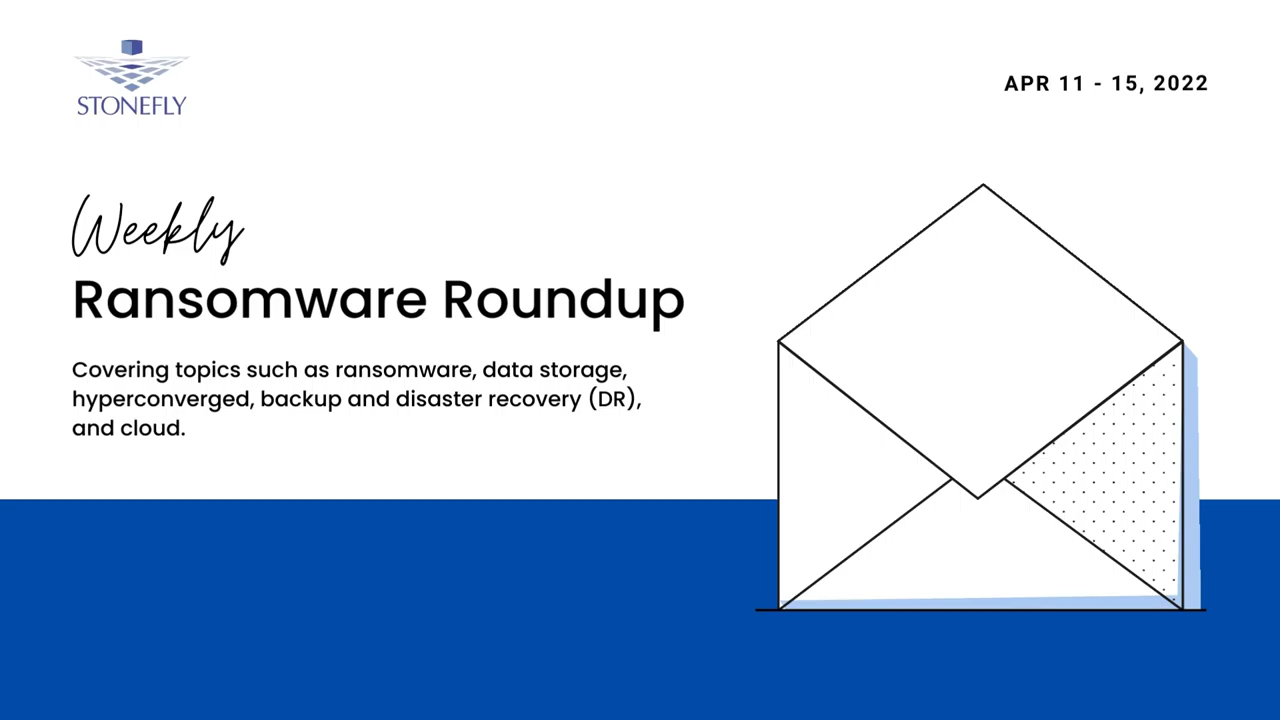 STONEFLY
APR 11 - 15, 2022
Weekly
Ransomware Roundup
Covering topics such as ransomware, data storage,
hyperconverged, backup and disaster recovery (DR),
and cloud.